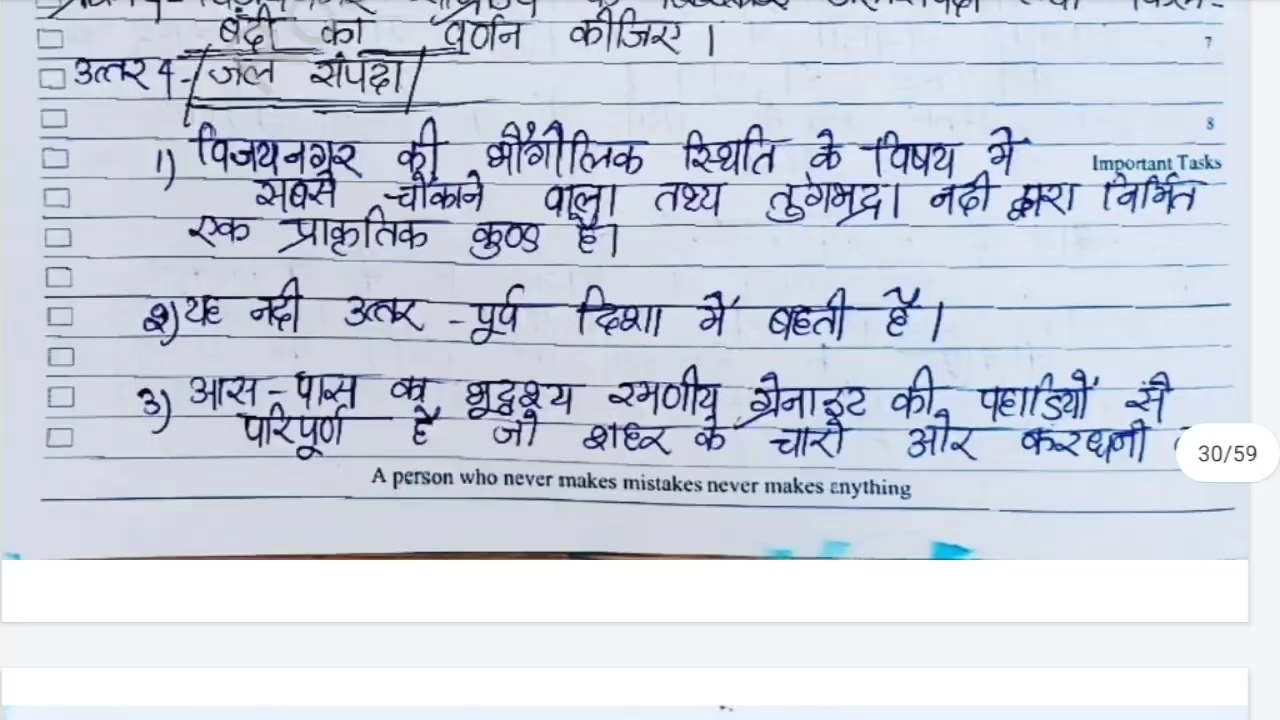 बंदी का वर्णन कीजिए।
7
उत्तर 4- जल संपदा
8
1) विजयनगर की भौगौलिक स्थिति के विषय में
Important Tasks
सबसे चौकाने वाला तथ्य तुंगभद्रा नदी द्वारा निर्मित
एक प्राकृतिक कुण्ड है।
2) यह नदी उत्तर - पूर्व दिशा में बहती है।
3) आस-पास का भूदृश्य रमणीय ग्रेनाइट की पहाड़ियों से
परिपूर्ण है जो शहर के चारो ओर करधनी
30/59
A person who never makes mistakes never makes anything